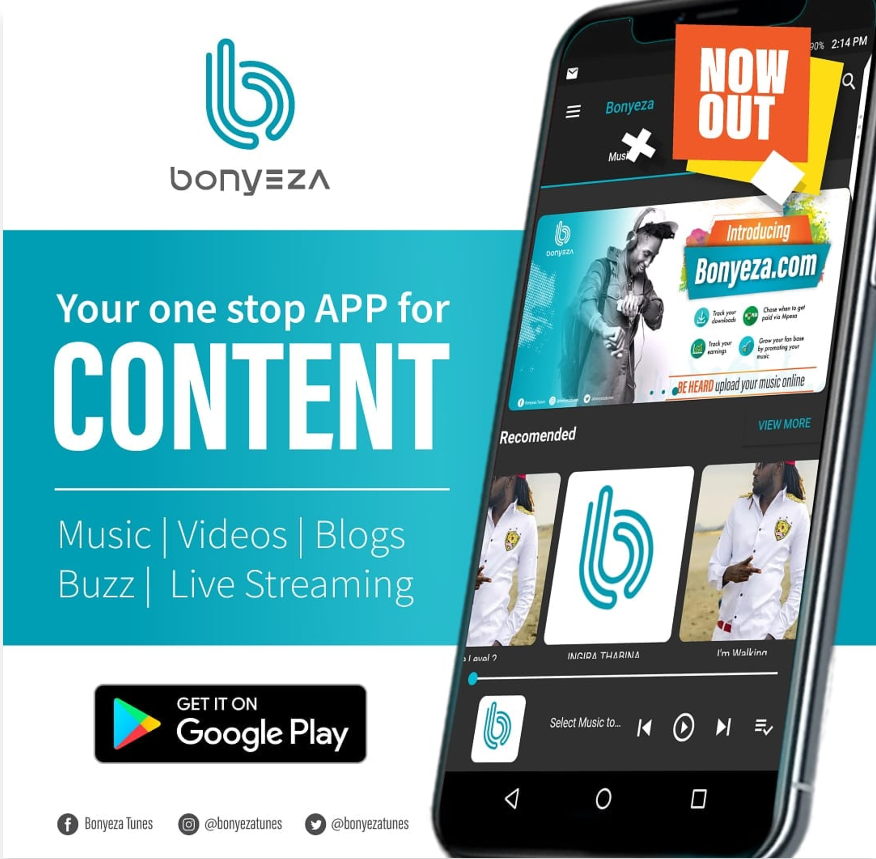 bonyEZA
Your one stop APP for
CONTENT
Music | Videos | Blogs
Buzz | Live Streaming
GET IT ON
Google Play
Bonyeza Tunes
@bonyezatunes
@bonyezatunes
90% 2:14 PM
NOW
OUT
Bonyeza
Musi
bonyEZA
Introducing
Bonyeza.com
Track your
downloads
Chose when to get
paid via Mpesa
Track your
earnings
Grow your fan base
by promoting your
music
BE HEARD upload your music online
Recomended
VIEW MORE
e Level 2
INGIRA THABINA
I'm Walking
Select Music to...